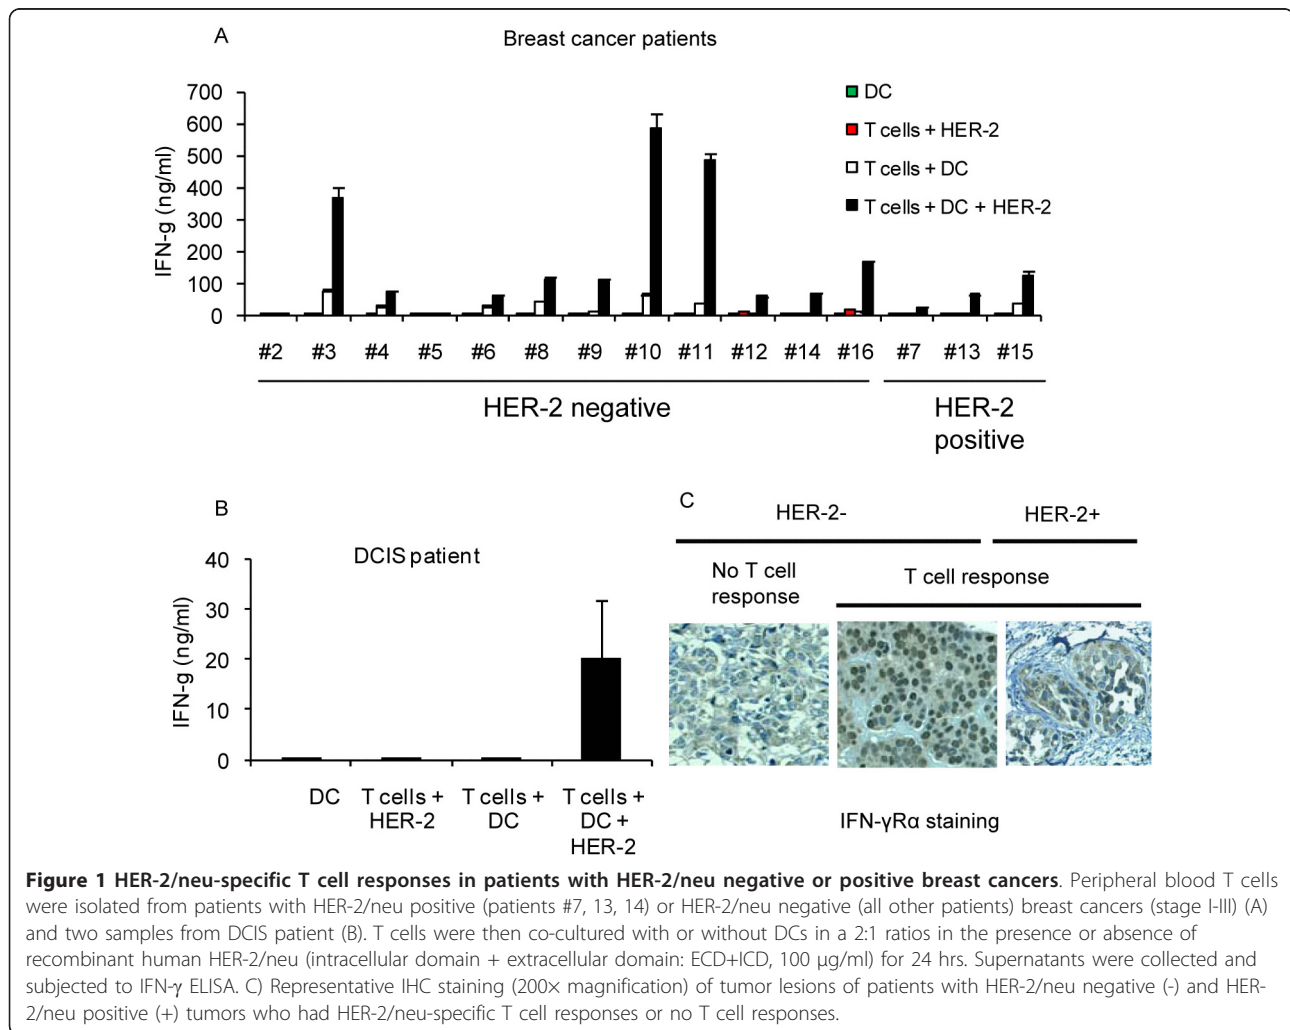 A
Breast cancer patients
700
600
500
400
300
200
100
0
IFN-g (ng/ml)
DC
T cells + HER-2
T cells + DC
T cells + DC + HER-2
#2 #3 #4 #5 #6 #8 #9 #10 #11 #12 #14 #16 #7 #13 #15
HER-2 negative
HER-2
positive
B
DCIS patient
40
30
20
10
0
IFN-g (ng/ml)
DC T cells + T cells + T cells +
HER-2 DC DC +
HER-2
C
HER-2- HER-2+
No T cell
response
T cell response
IFN-γRα staining
Figure 1 HER-2/neu-specific T cell responses in patients with HER-2/neu negative or positive breast cancers. Peripheral blood T cells
were isolated from patients with HER-2/neu positive (patients #7, 13, 14) or HER-2/neu negative (all other patients) breast cancers (stage I-III) (A)
and two samples from DCIS patient (B). T cells were then co-cultured with or without DCs in a 2:1 ratios in the presence or absence of
recombinant human HER-2/neu (intracellular domain + extracellular domain: ECD+ICD, 100 μg/ml) for 24 hrs. Supernatants were collected and
subjected to IFN-γ ELISA. C) Representative IHC staining (200× magnification) of tumor lesions of patients with HER-2/neu negative (-) and HER-
2/neu positive (+) tumors who had HER-2/neu-specific T cell responses or no T cell responses.